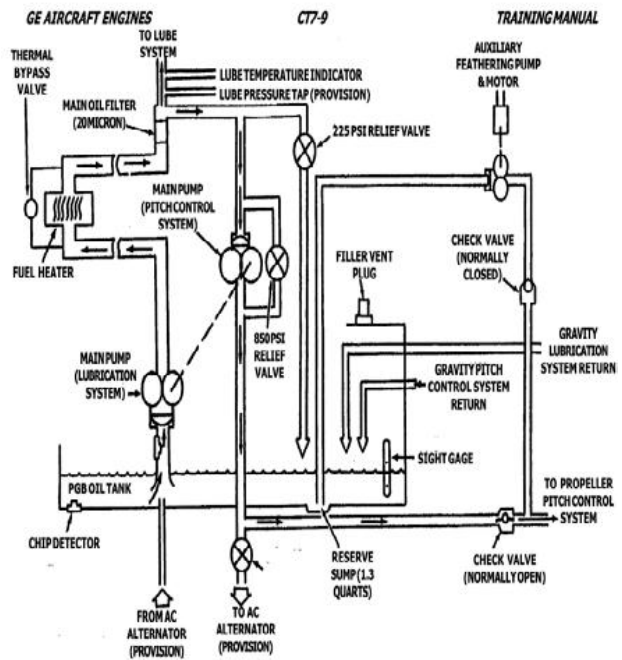 GE AIRCRAFT ENGINES
CT7-9
TRAINING MANUAL
TO LUBE
SYSTEM
THERMAL
BYPASS
VALVE
LUBE TEMPERATURE INDICATOR
LUBE PRESSURE TAP (PROVISION)
MAIN OIL FILTER
(20MICRON)
AUXILIARY
FEATHERING PUMP
& MOTOR
225 PSI RELIEF VALVE
MAIN PUMP
(PITCH CONTROL
SYSTEM)
FUEL HEATER
FILLER VENT
PLUG
CHECK VALVE
(NORMALLY
CLOSED)
850 PSI
RELIEF
VALVE
MAIN PUMP
(LUBRICATION
SYSTEM)
GRAVITY
LUBRICATION
SYSTEM RETURN
GRAVITY PITCH
CONTROL SYSTEM
RETURN
SIGHT GAGE
PGB OIL TANK
TO PROPELLER
PITCH CONTROL
SYSTEM
CHIP DETECTOR
RESERVE
SUMP (1.3
QUARTS)
CHECK VALVE
(NORMALLY OPEN)
FROM AC
ALTERNATOR
(PROVISION)
TO AC
ALTERNATOR
(PROVISION)